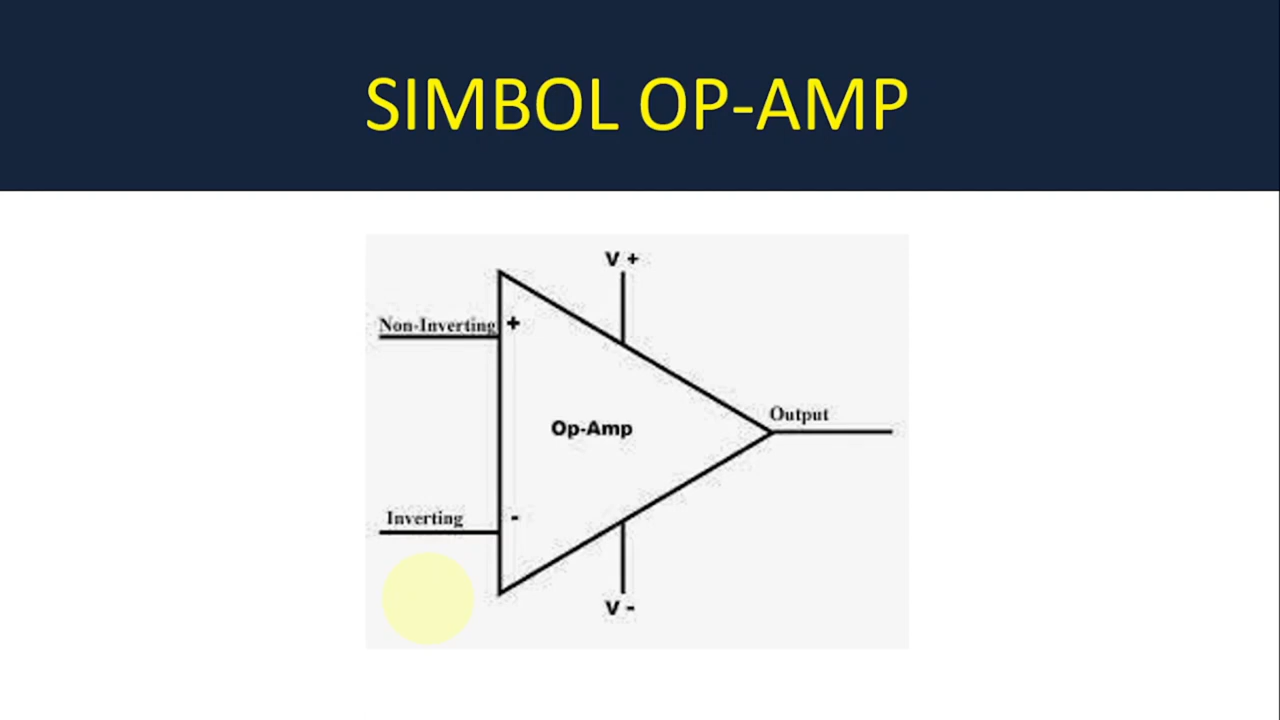 SIMBOL OP-AMP
V +
Non-Inverting
+
Op-Amp
Output
Inverting
-
V -